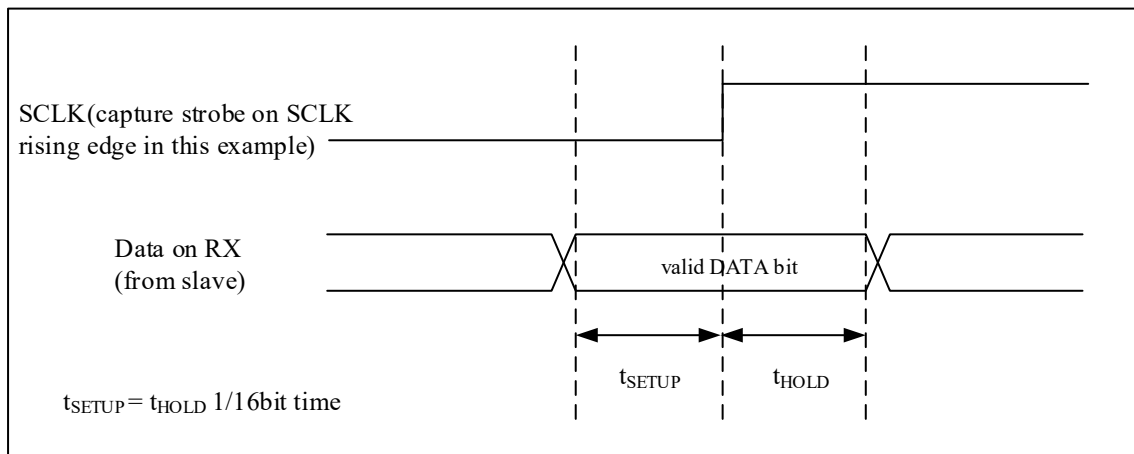 SCLK(capture strobe on SCLK
rising edge in this example)
Data on RX
(from slave)
valid DATA bit
tSETUP
tHOLD
tSETUP= tHOLD 1/16bit time